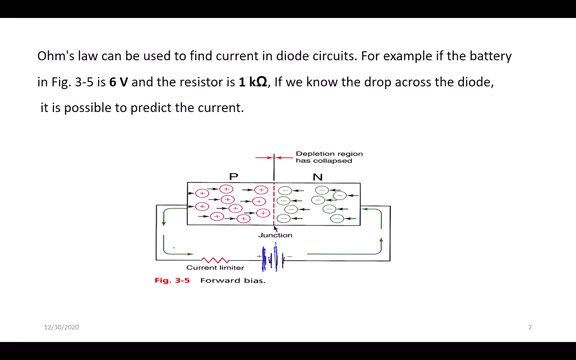 Ohm's law can be used to find current in diode circuits. For example if the battery
in Fig. 3-5 is 6 V and the resistor is 1 kΩ, If we know the drop across the diode,
it is possible to predict the current.
Depletion region
has collapsed
P
N
Junction
Current limiter
Fig. 3-5 Forward bias.
12/30/2020
2